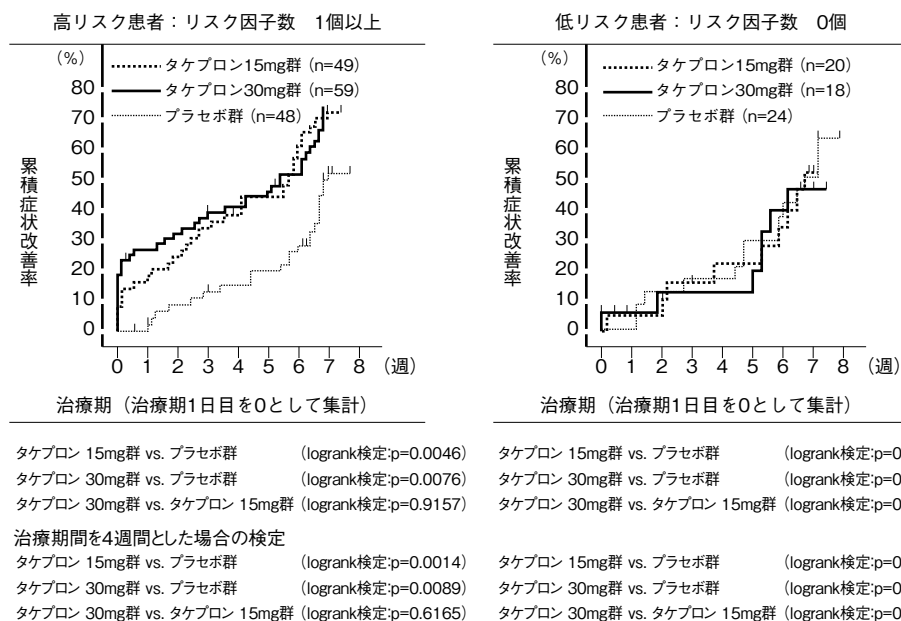 高リスク患者：リスク因子数　1個以上
(%)
80
70
60
50
40
30
20
10
0
タケプロン15mg群 (n=49)
タケプロン30mg群 (n=59)
プラセボ群 (n=48)
累積症状改善率
0 1 2 3 4 5 6 7 8 (週)
治療期（治療期1日目を0として集計）
タケプロン 15mg群 vs. プラセボ群 (logrank検定:p=0.0046)
タケプロン 30mg群 vs. プラセボ群 (logrank検定:p=0.0076)
タケプロン 30mg群 vs. タケプロン 15mg群 (logrank検定:p=0.9157)
治療期間を4週間とした場合の検定
タケプロン 15mg群 vs. プラセボ群 (logrank検定:p=0.0014)
タケプロン 30mg群 vs. プラセボ群 (logrank検定:p=0.0089)
タケプロン 30mg群 vs. タケプロン 15mg群 (logrank検定:p=0.6165)
低リスク患者：リスク因子数　0個
(%)
80
70
60
50
40
30
20
10
0
タケプロン15mg群 (n=20)
タケプロン30mg群 (n=18)
プラセボ群 (n=24)
累積症状改善率
0 1 2 3 4 5 6 7 8 (週)
治療期（治療期1日目を0として集計）
タケプロン 15mg群 vs. プラセボ群 (logrank検定:p=0
タケプロン 30mg群 vs. プラセボ群 (logrank検定:p=0
タケプロン 30mg群 vs. タケプロン 15mg群 (logrank検定:p=0
タケプロン 15mg群 vs. プラセボ群 (logrank検定:p=0
タケプロン 30mg群 vs. プラセボ群 (logrank検定:p=0
タケプロン 30mg群 vs. タケプロン 15mg群 (logrank検定:p=0